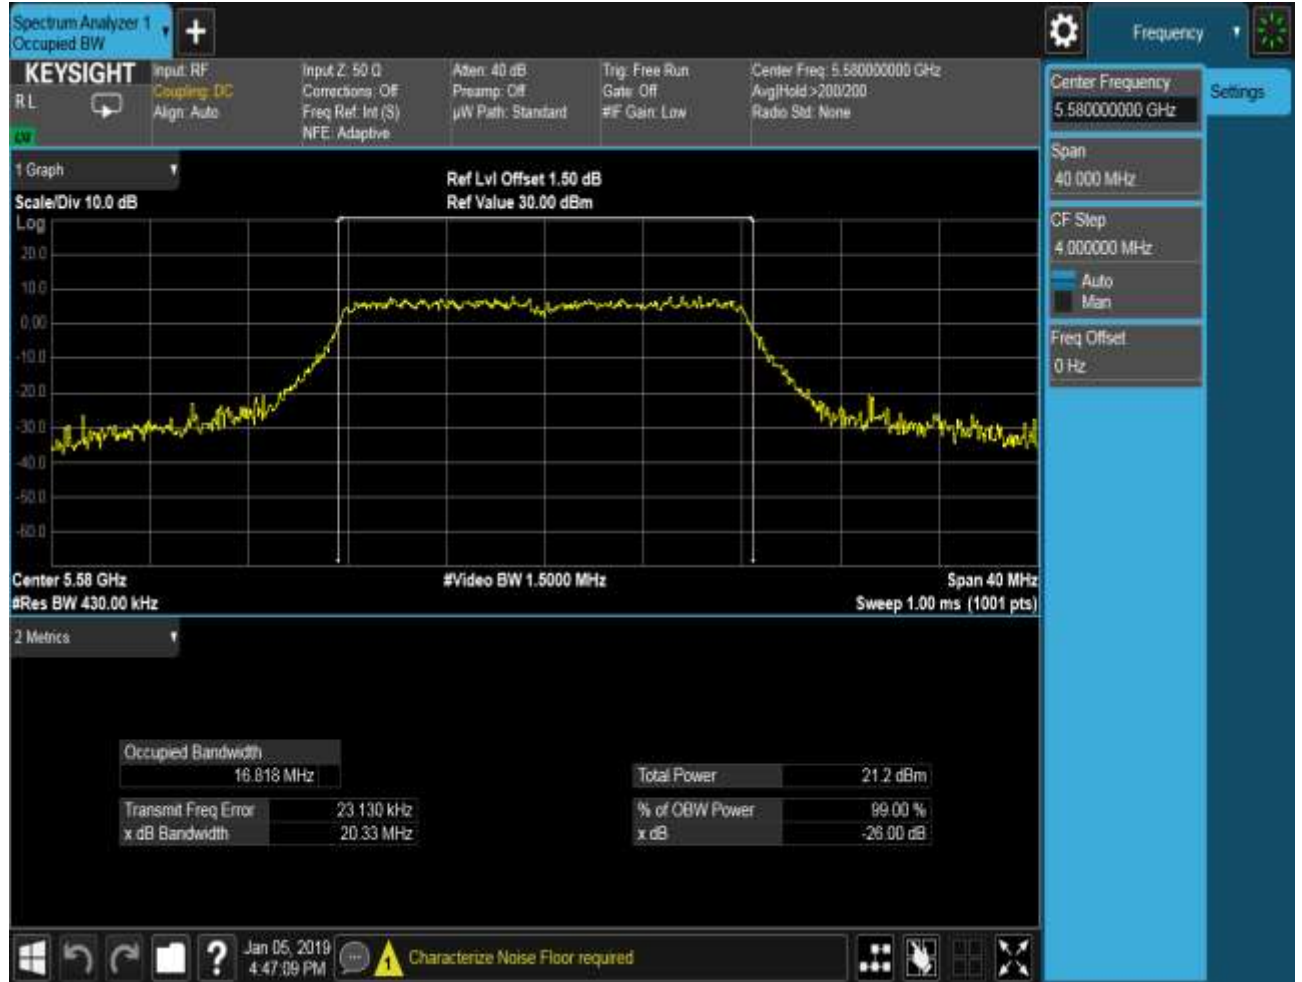 Spectrum Analyzer 1
Occupied BW
Frequency
KEYSIGHT
R L
Input: RF
Coupling: DC
Align: Auto
Input Z: 50 Ω
Corrections: Off
Freq Ref: Int (S)
NFE: Adaptive
Atten: 40 dB
Preamp: Off
µW Path: Standard
Trig: Free Run
Gate: Off
#IF Gain: Low
Center Freq: 5.580000000 GHz
Avg|Hold:>200/200
Radio Std: None
Center Frequency
5.580000000 GHz
Settings
Span
40.000 MHz
CF Step
4.000000 MHz
Auto
Man
Freq Offset
0 Hz
1 Graph
Scale/Div 10.0 dB
Ref Lvl Offset 1.50 dB
Ref Value 30.00 dBm
Log
20.0
10.0
0.00
-10.0
-20.0
-30.0
-40.0
-50.0
-60.0
Center 5.58 GHz
#Video BW 1.5000 MHz
Span 40 MHz
#Res BW 430.00 kHz
Sweep 1.00 ms (1001 pts)
2 Metrics
Occupied Bandwidth
16.818 MHz
Total Power 21.2 dBm
Transmit Freq Error 23.130 kHz
% of OBW Power 99.00 %
x dB Bandwidth 20.33 MHz
x dB -26.00 dB
?
Jan 05, 2019
4:47:09 PM
1
Characterize Noise Floor required